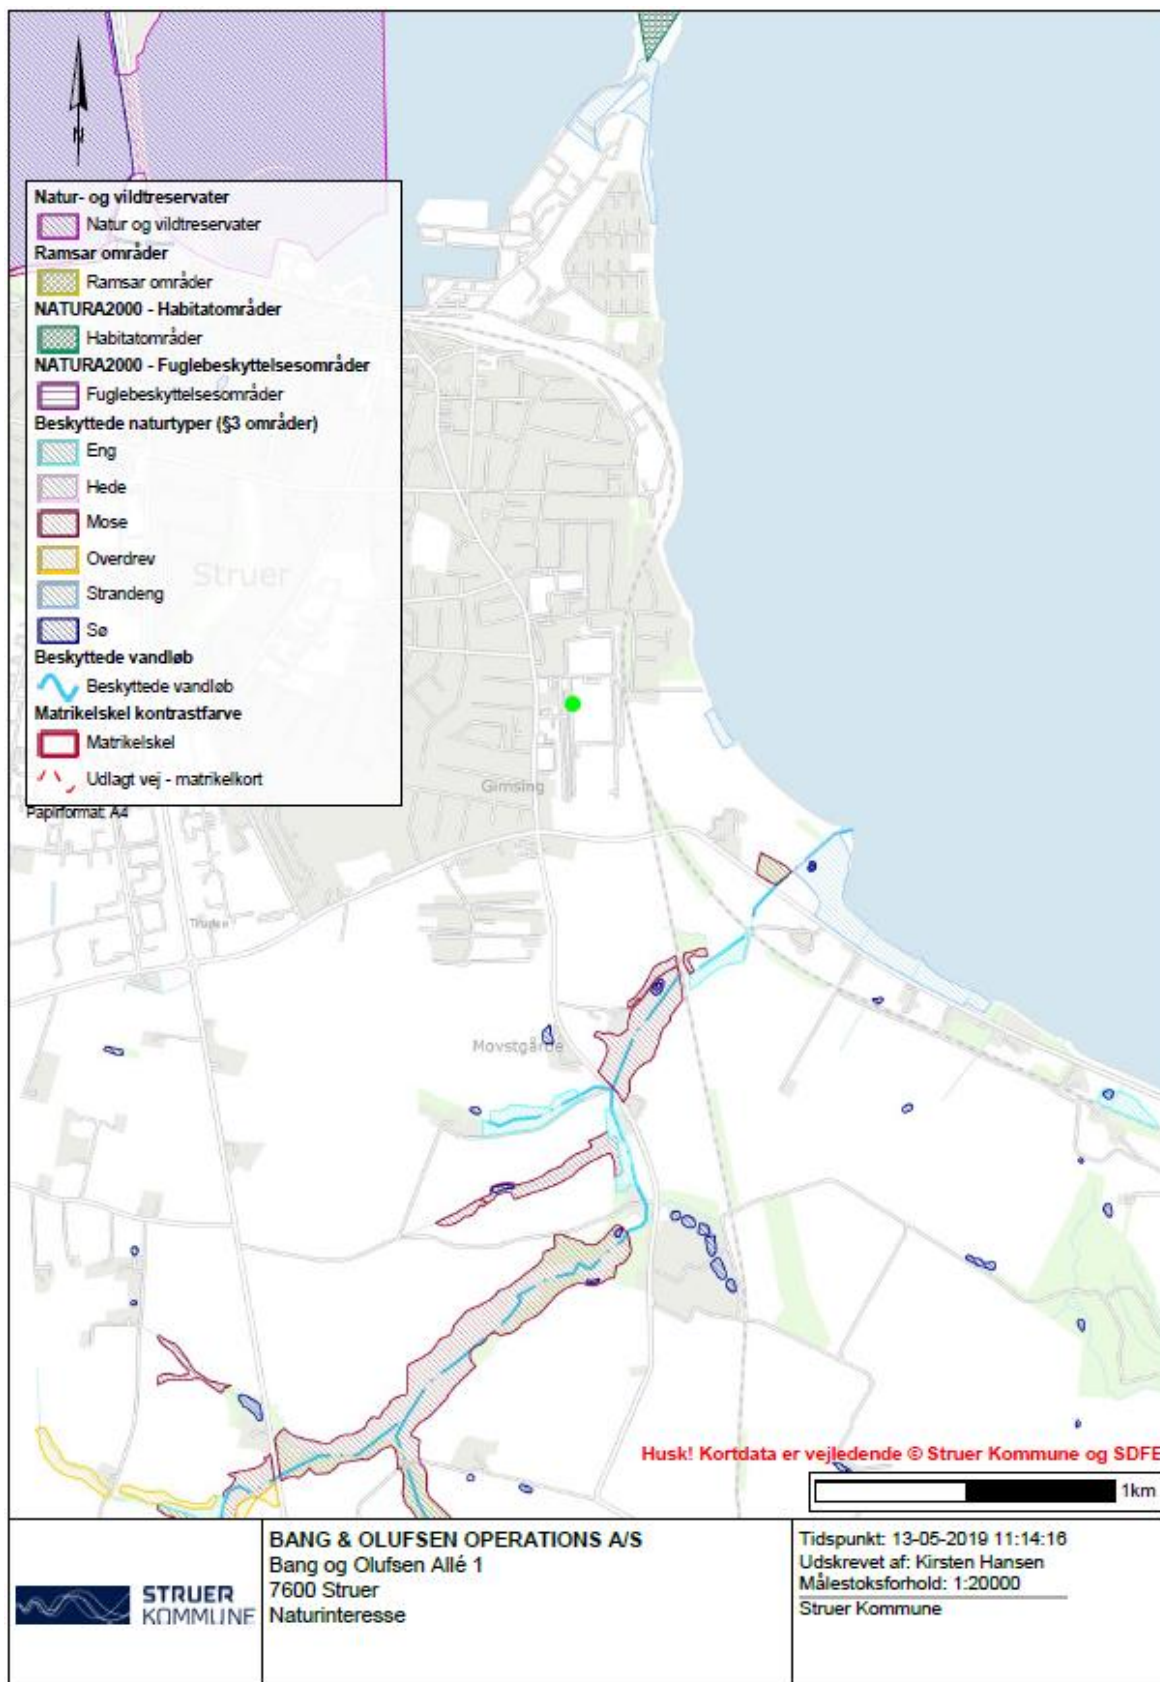 N
Natur- og vildtreservater
Natur og vildtreservater
Ramsar områder
Ramsar områder
NATURA2000 - Habitatområder
Habitatområder
NATURA2000 - Fuglebeskyttelsesområder
Fuglebeskyttelsesområder
Beskyttede naturtyper (§3 områder)
Eng
Hede
Mose
Overdrev
Strandeng
Sø
Beskyttede vandløb
Beskyttede vandløb
Matrikelskel kontrastfarve
Matrikelskel
Udlagt vej - matrikelkort
Papirformat: A4
Struer
Gimsing
Movstgårde
Husk! Kortdata er vejledende © Struer Kommune og SDFE
1km
STRUER
KOMMUNE
BANG & OLUFSEN OPERATIONS A/S
Bang og Olufsen Allé 1
7600 Struer
Naturinteresse
Tidspunkt: 13-05-2019 11:14:16
Udskrevet af: Kirsten Hansen
Målestoksforhold: 1:20000
Struer Kommune